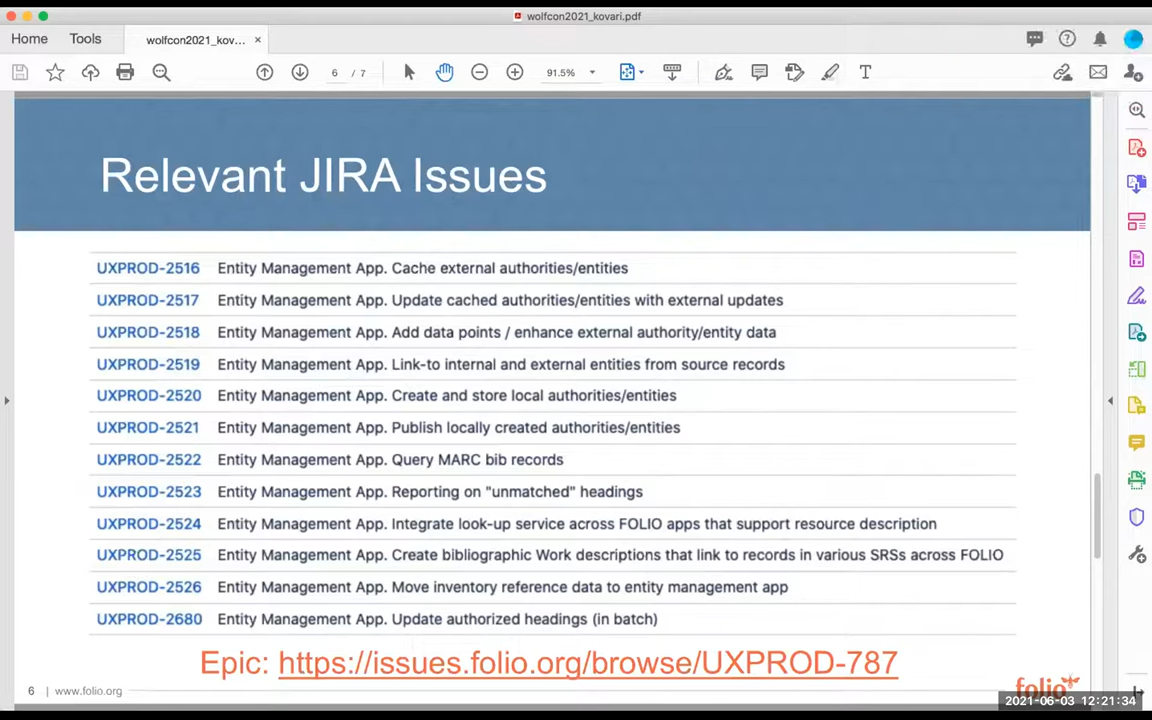 wolfcon2021_kovari.pdf
Home Tools wolfcon2021_kov... ×
6 / 7 91.5%
Relevant JIRA Issues
UXPROD-2516 Entity Management App. Cache external authorities/entities
UXPROD-2517 Entity Management App. Update cached authorities/entities with external updates
UXPROD-2518 Entity Management App. Add data points / enhance external authority/entity data
UXPROD-2519 Entity Management App. Link-to internal and external entities from source records
UXPROD-2520 Entity Management App. Create and store local authorities/entities
UXPROD-2521 Entity Management App. Publish locally created authorities/entities
UXPROD-2522 Entity Management App. Query MARC bib records
UXPROD-2523 Entity Management App. Reporting on "unmatched" headings
UXPROD-2524 Entity Management App. Integrate look-up service across FOLIO apps that support resource description
UXPROD-2525 Entity Management App. Create bibliographic Work descriptions that link to records in various SRSs across FOLIO
UXPROD-2526 Entity Management App. Move inventory reference data to entity management app
UXPROD-2680 Entity Management App. Update authorized headings (in batch)
Epic: https://issues.folio.org/browse/UXPROD-787
6 | www.folio.org
folio
2021-06-03 12:21:34